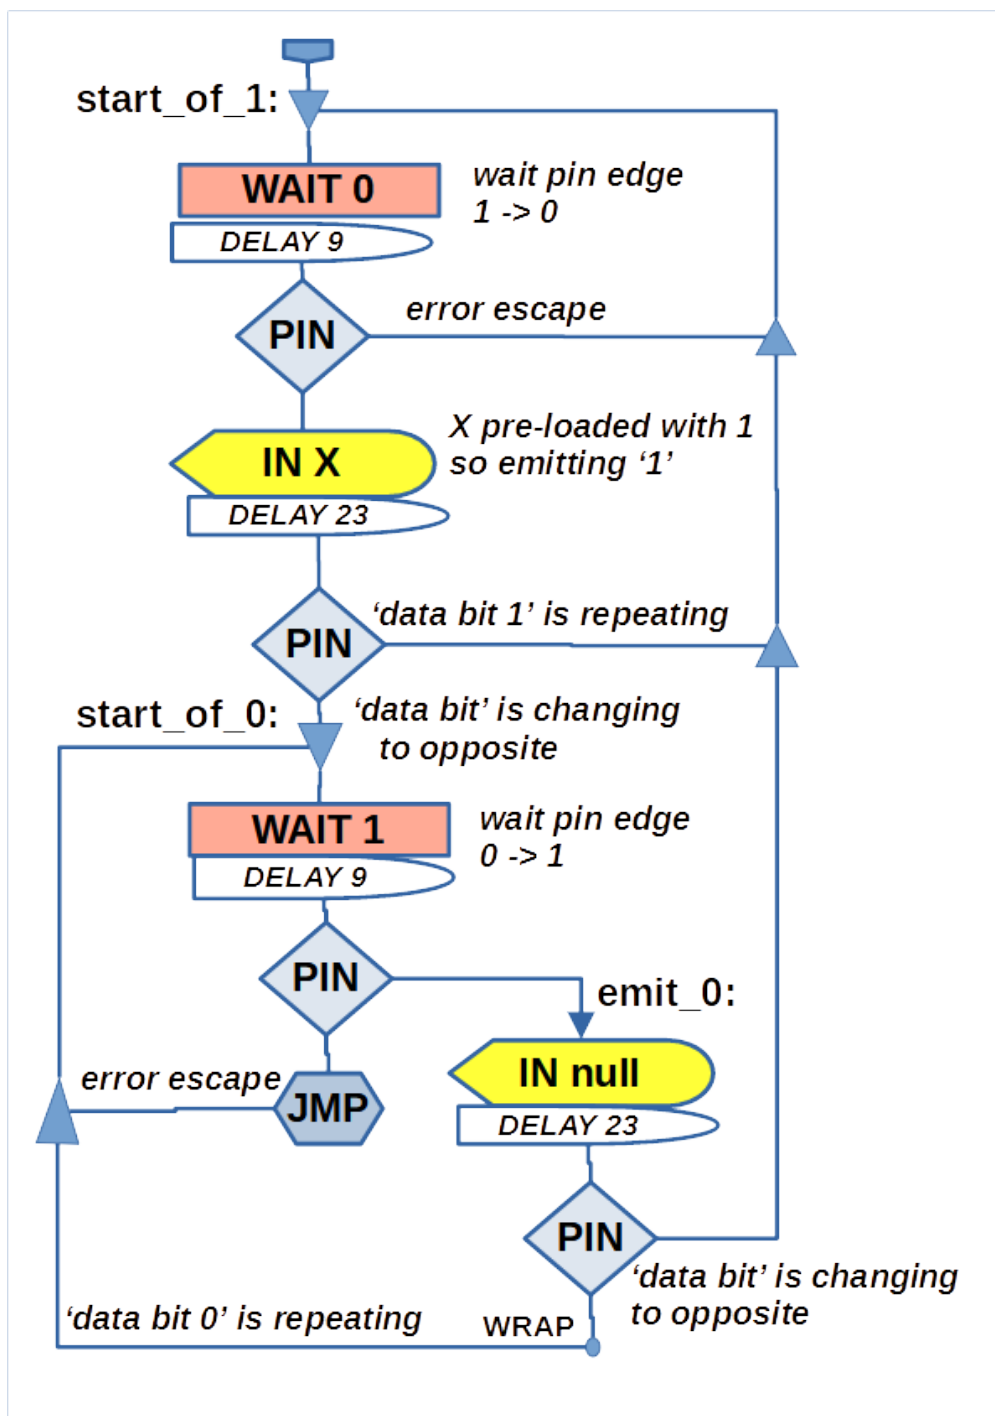 start_of_1:
WAIT 0
wait pin edge
1 -> 0
DELAY 9
PIN
error escape
X pre-loaded with 1
so emitting ‘1’
IN X
DELAY 23
PIN
‘data bit 1’ is repeating
start_of_0:
‘data bit’ is changing
to opposite
WAIT 1
wait pin edge
0 -> 1
DELAY 9
PIN
emit_0:
IN null
error escape
JMP
DELAY 23
PIN
‘data bit’ is changing
to opposite
‘data bit 0’ is repeating
WRAP